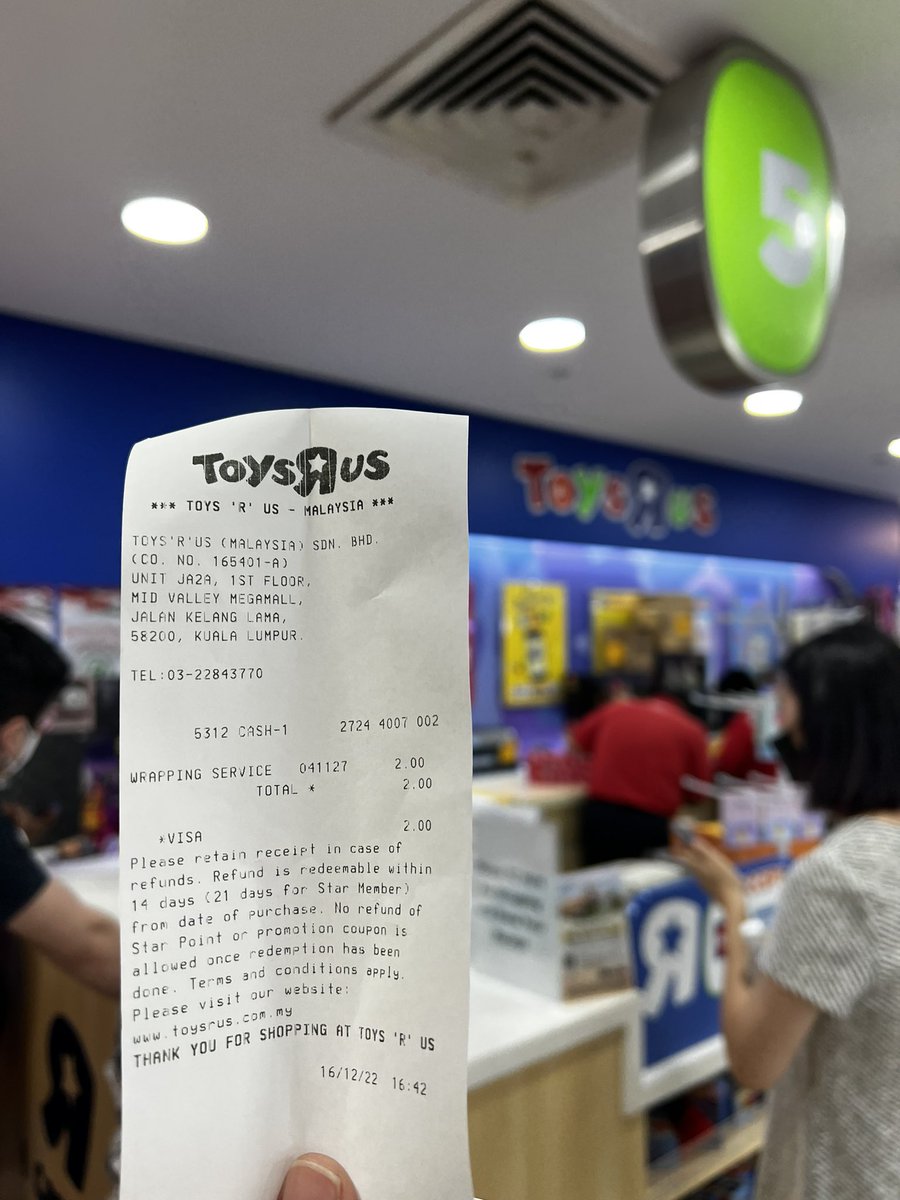 5
TOYS R US
TOYS R US
*** TOYS 'R' US - MALAYSIA ***
TOYS'R'US (MALAYSIA) SDN. BHD.
(CO. NO. 165401-A)
UNIT JA2A, 1ST FLOOR,
MID VALLEY MEGAMALL,
JALAN KELANG LAMA,
58200, KUALA LUMPUR.
TEL:03-22843770
5312 CASH-1 2724 4007 002
WRAPPING SERVICE 041127 2.00
TOTAL * 2.00
*VISA 2.00
Please retain receipt in case of
refunds. Refund is redeemable within
14 days (21 days for Star Member)
from date of purchase. No refund of
Star Point or promotion coupon is
allowed once redemption has been
done. Terms and conditions apply.
Please visit our website:
www.toysrus.com.my
THANK YOU FOR SHOPPING AT TOYS 'R' US
16/12/22 16:42